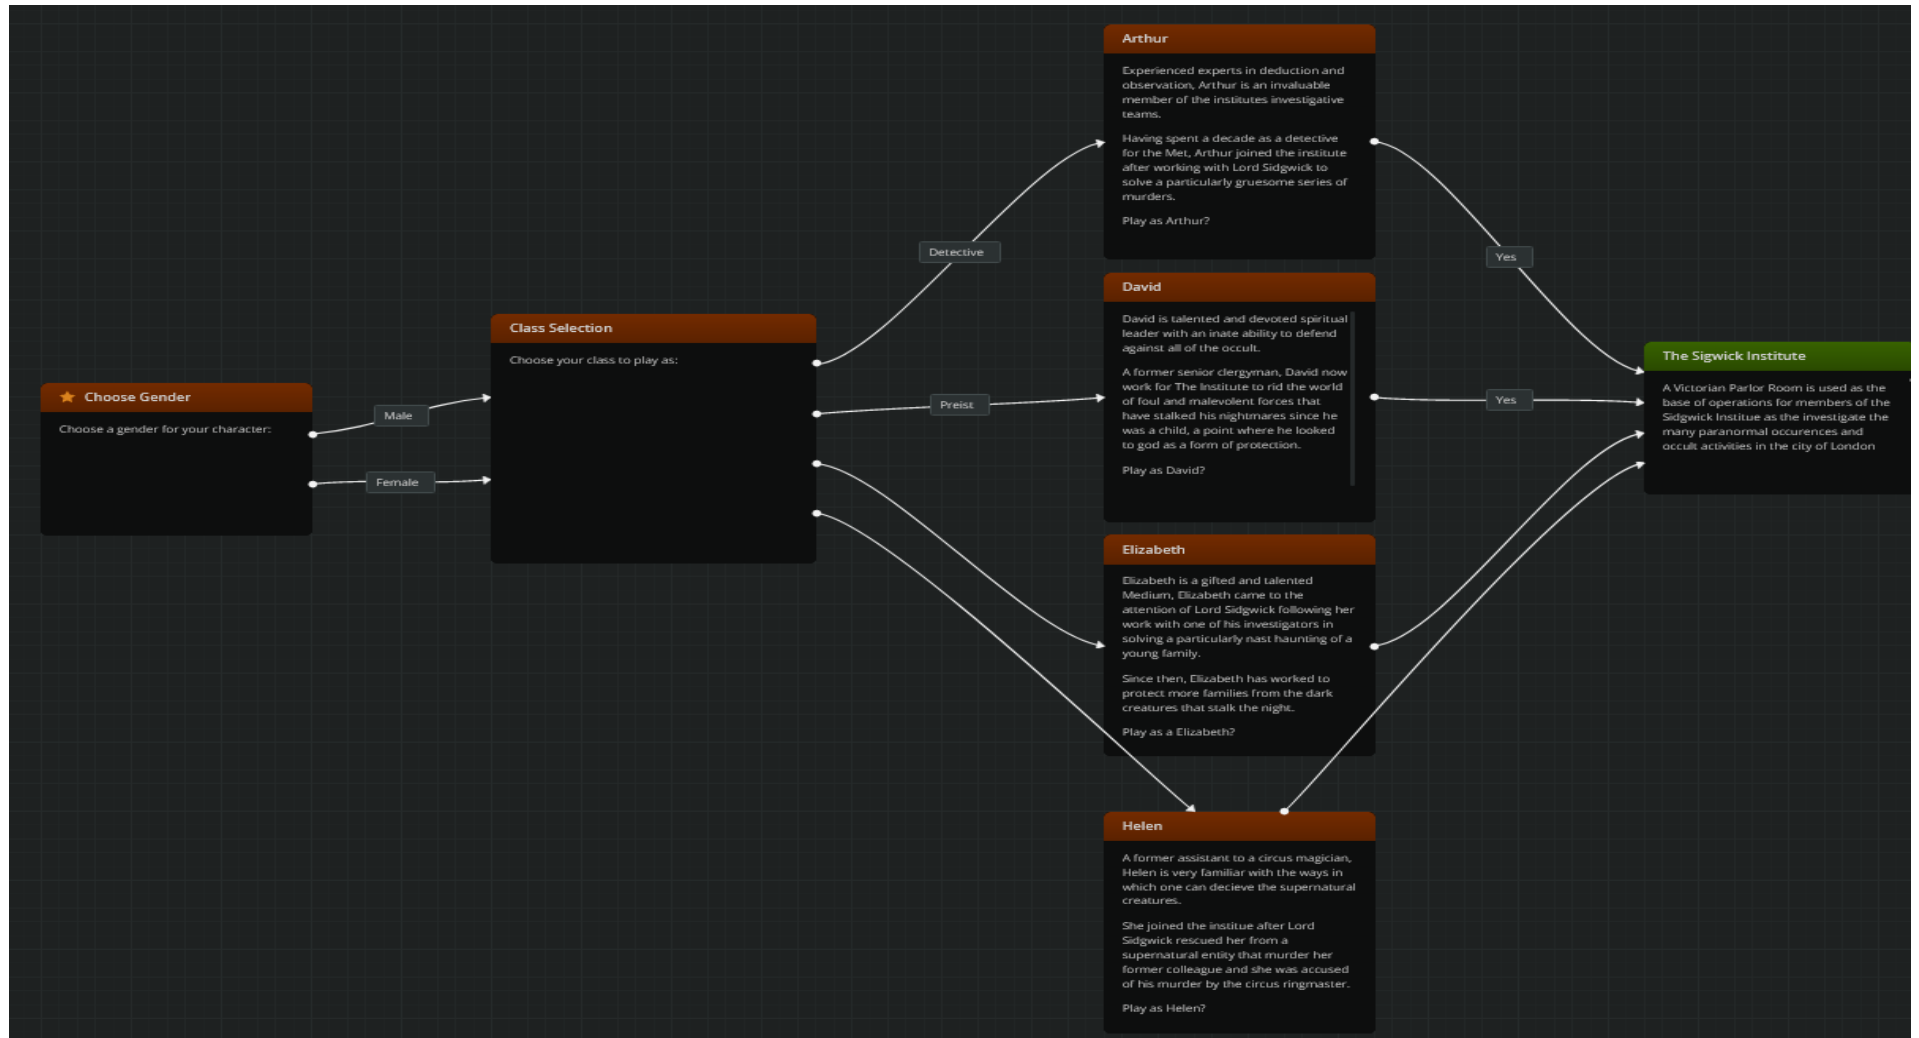 Choose Gender
Choose a gender for your character:
Male
Female
Class Selection
Choose your class to play as:
Detective
Preist
Arthur
Experienced experts in deduction and
observation, Arthur is an invaluable
member of the institutes investigative
teams.
Having spent a decade as a detective
for the Met, Arthur joined the institute
after working with Lord Sidgwick to
solve a particularly gruesome series of
murders.
Play as Arthur?
David
David is talented and devoted spiritual
leader with an inate ability to defend
against all of the occult.
A former senior clergyman, David now
work for The Institute to rid the world
of foul and malevolent forces that
have stalked his nightmares since he
was a child, a point where he looked
to god as a form of protection.
Play as David?
Elizabeth
Elizabeth is a gifted and talented
Medium, Elizabeth came to the
attention of Lord Sidgwick following her
work with one of his investigators in
solving a particularly nast haunting of a
young family.
Since then, Elizabeth has worked to
protect more families from the dark
creatures that stalk the night.
Play as a Elizabeth?
Helen
A former assistant to a circus magician,
Helen is very familiar with the ways in
which one can decieve the supernatural
creatures.
She joined the institue after Lord
Sidgwick rescued her from a
supernatural entity that murder her
former colleague and she was accused
of his murder by the circus ringmaster.
Play as Helen?
Yes
Yes
The Sigwick Institute
A Victorian Parlor Room is used as the
base of operations for members of the
Sidgwick Institue as the investigate the
many paranormal occurences and
occult activities in the city of London